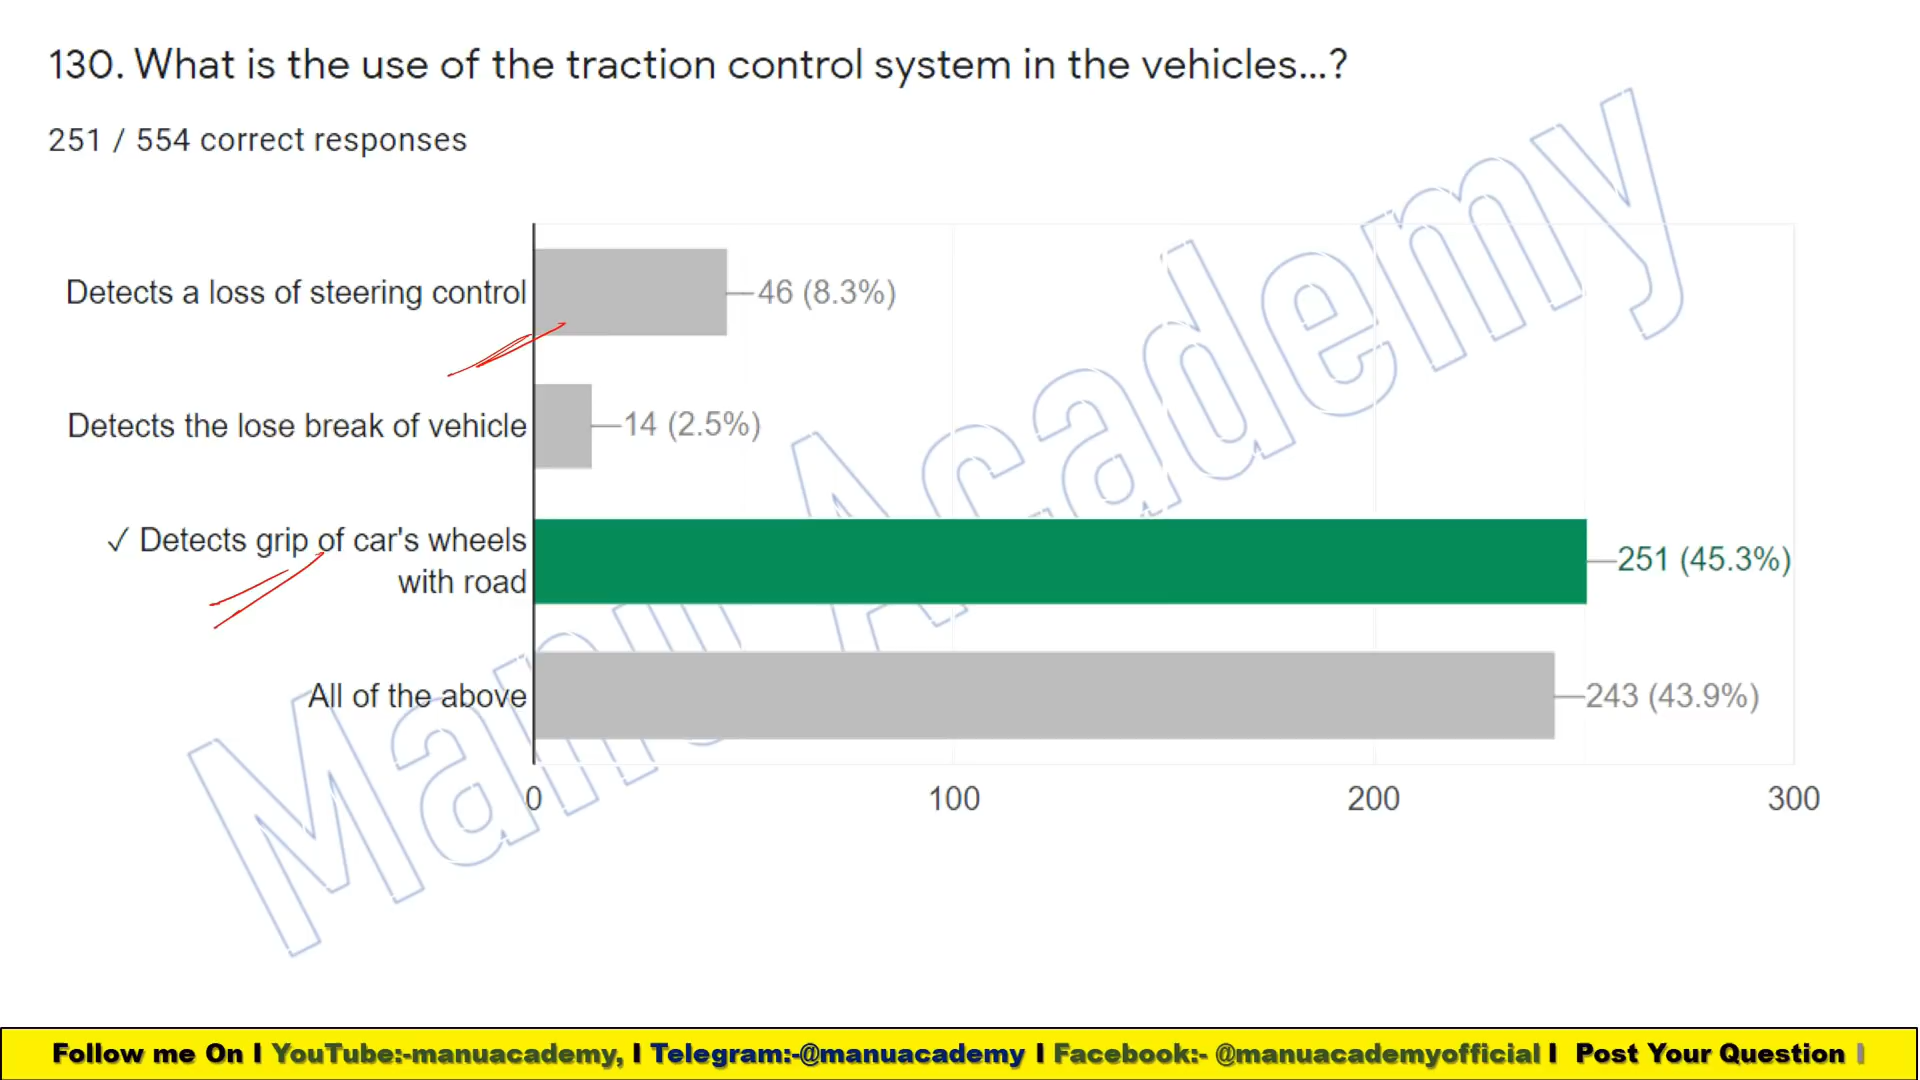 130. What is the use of the traction control system in the vehicles...?
251 / 554 correct responses
Detects a loss of steering control
46 (8.3%)
Detects the lose break of vehicle
14 (2.5%)
✓ Detects grip of car's wheels
with road
251 (45.3%)
All of the above
243 (43.9%)
0 100 200 300
Manu Academy
Follow me On I YouTube:-manuacademy, I Telegram:-@manuacademy I Facebook:- @manuacademyofficial I Post Your Question I